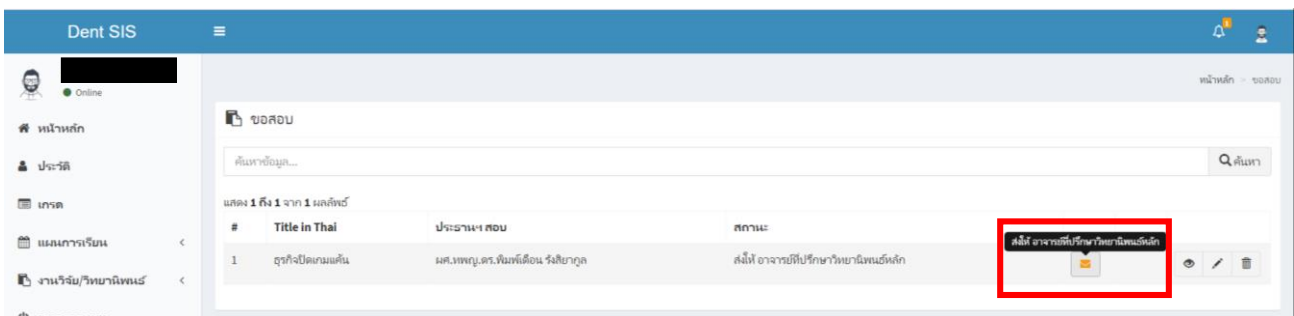 Dent SIS
Online
หน้าหลัก
ประวัติ
เกรด
แผนการเรียน
งานวิจัย/วิทยานิพนธ์
หน้าหลัก > ขอสอบ
ขอสอบ
ค้นหาข้อมูล...
ค้นหา
แสดง 1 ถึง 1 จาก 1 ผลลัพธ์
# Title in Thai ประธานฯ สอบ สถานะ
ส่งให้ อาจารย์ที่ปรึกษาวิทยานิพนธ์หลัก
1 ธุรกิจปิดเกมแค้น ผศ.ทพญ.ดร.พิมพ์เดือน รังสิยากูล ส่งให้ อาจารย์ที่ปรึกษาวิทยานิพนธ์หลัก